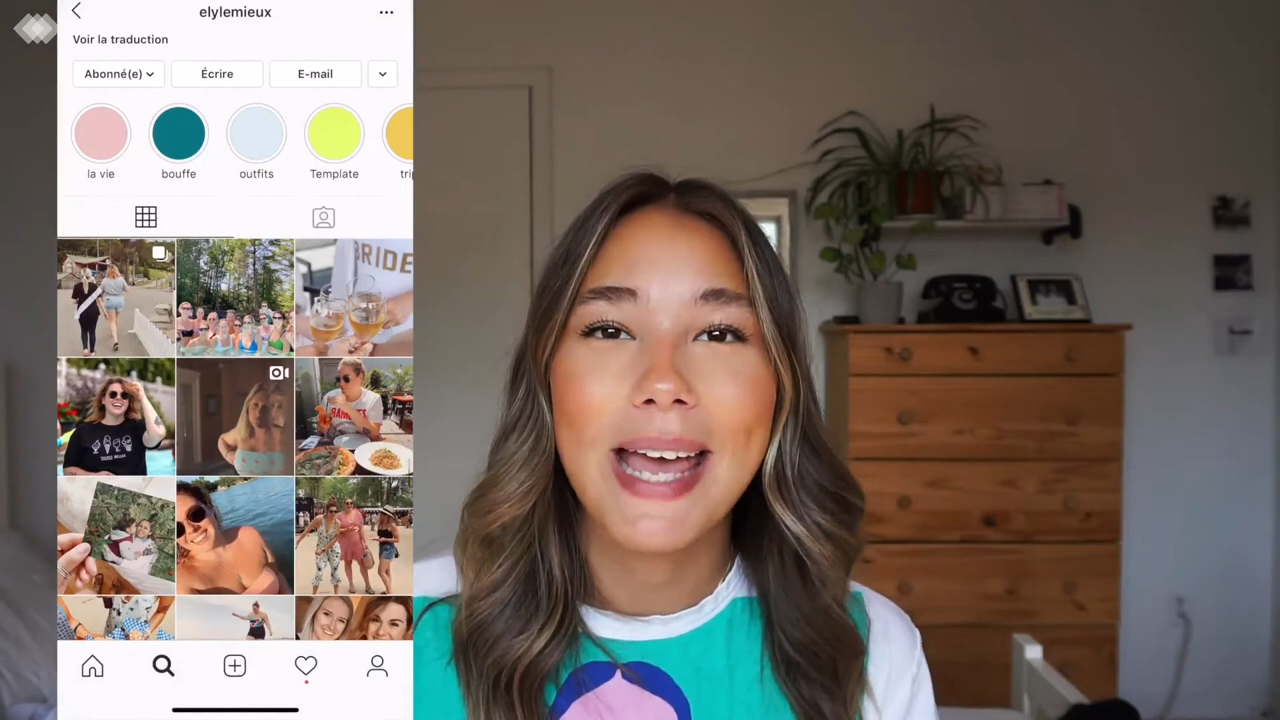 elylemieux
...
Voir la traduction
Abonné(e) Écrire E-mail
la vie bouffe outfits Template
BRIDE